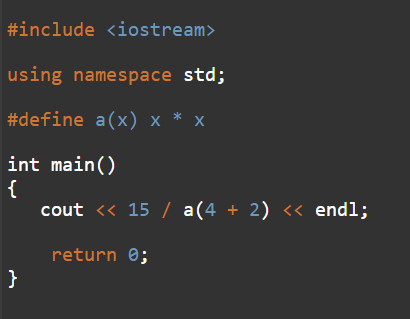 #include <iostream>
using namespace std;
#define a(x) x * x
int main()
{
cout << 15 / a(4 + 2) << endl;
return 0;
}